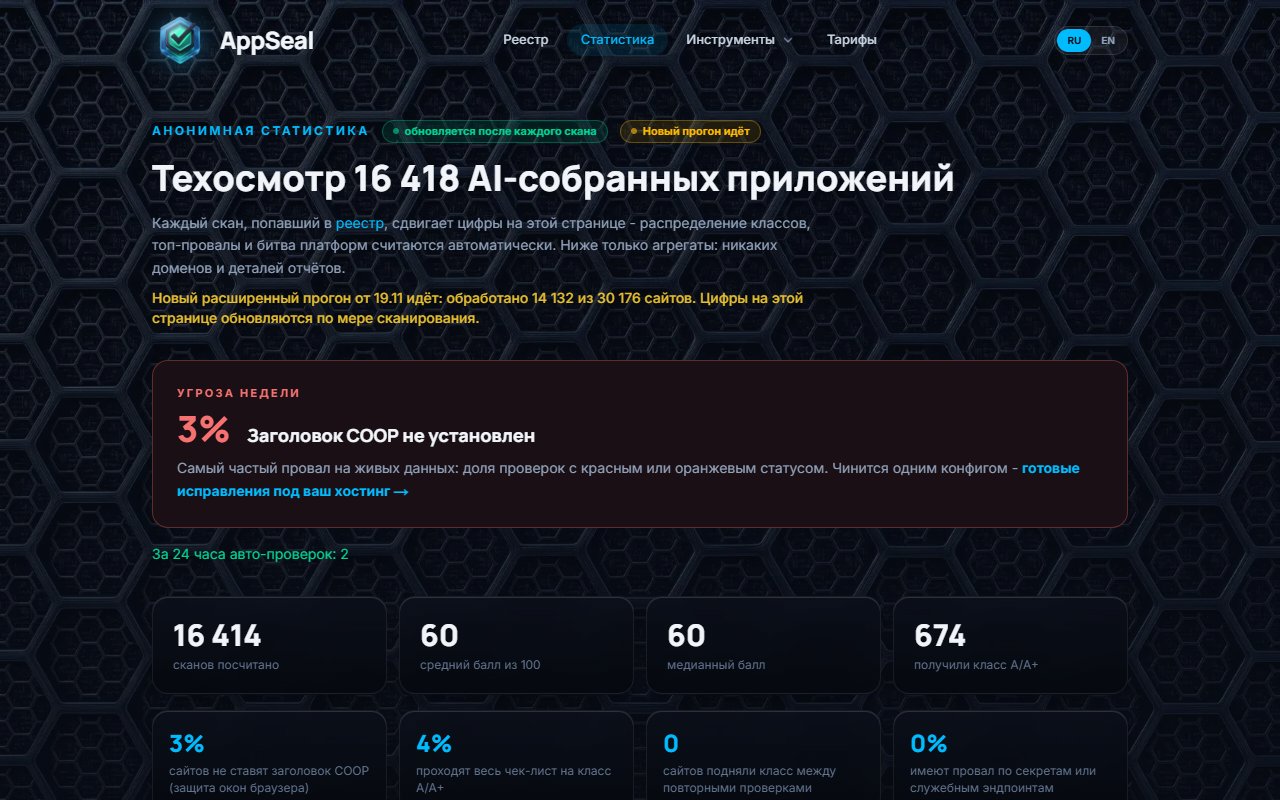 AppSeal
Реестр
Статистика
Инструменты
Тарифы
RU
EN
АНОНИМНАЯ СТАТИСТИКА
обновляется после каждого скана
Новый прогон идёт
Техосмотр 16 418 AI-собранных приложений
Каждый скан, попавший в реестр, сдвигает цифры на этой странице - распределение классов,
топ-провалы и битва платформ считаются автоматически. Ниже только агрегаты: никаких
доменов и деталей отчётов.
Новый расширенный прогон от 19.11 идёт: обработано 14 132 из 30 176 сайтов. Цифры на этой
странице обновляются по мере сканирования.
УГРОЗА НЕДЕЛИ
3% Заголовок COOP не установлен
Самый частый провал на живых данных: доля проверок с красным или оранжевым статусом. Чинится одним конфигом - готовые
исправления под ваш хостинг →
За 24 часа авто-проверок: 2
16 414
сканов посчитано
60
средний балл из 100
60
медианный балл
674
получили класс A/A+
3%
сайтов не ставят заголовок COOP
(защита окон браузера)
4%
проходят весь чек-лист на класс
A/A+
0
сайтов подняли класс между
повторными проверками
0%
имеют провал по секретам или
служебным эндпоинтам